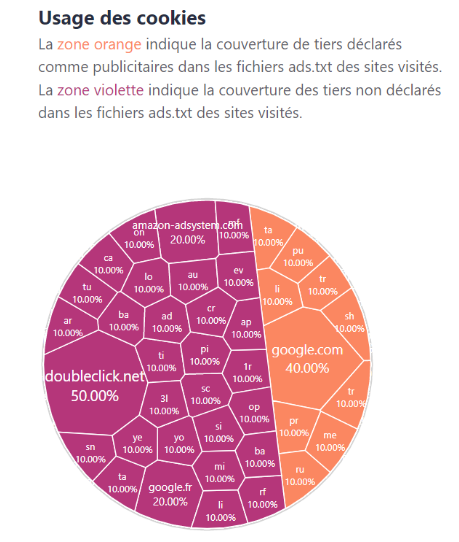 Usage des cookies
La zone orange indique la couverture de tiers déclarés
comme publicitaires dans les fichiers ads.txt des sites visités.
La zone violette indique la couverture des tiers non déclarés
dans les fichiers ads.txt des sites visités.
amazon-adsystem.com
20.00%
on
10.00%
mf
10.00%
ta
10.00%
pu
10.00%
ca
10.00%
lo
10.00%
au
10.00%
ev
10.00%
li
10.00%
tr
10.00%
tu
10.00%
ar
10.00%
ba
10.00%
ad
10.00%
cr
10.00%
ap
10.00%
sh
10.00%
google.com
40.00%
doubleclick.net
50.00%
ti
10.00%
pi
10.00%
1r
10.00%
3l
10.00%
sc
10.00%
op
10.00%
tr
10.00%
pr
10.00%
me
10.00%
sn
10.00%
ye
10.00%
yo
10.00%
si
10.00%
ba
10.00%
ta
10.00%
google.fr
20.00%
mi
10.00%
ru
10.00%
li
10.00%
rf
10.00%